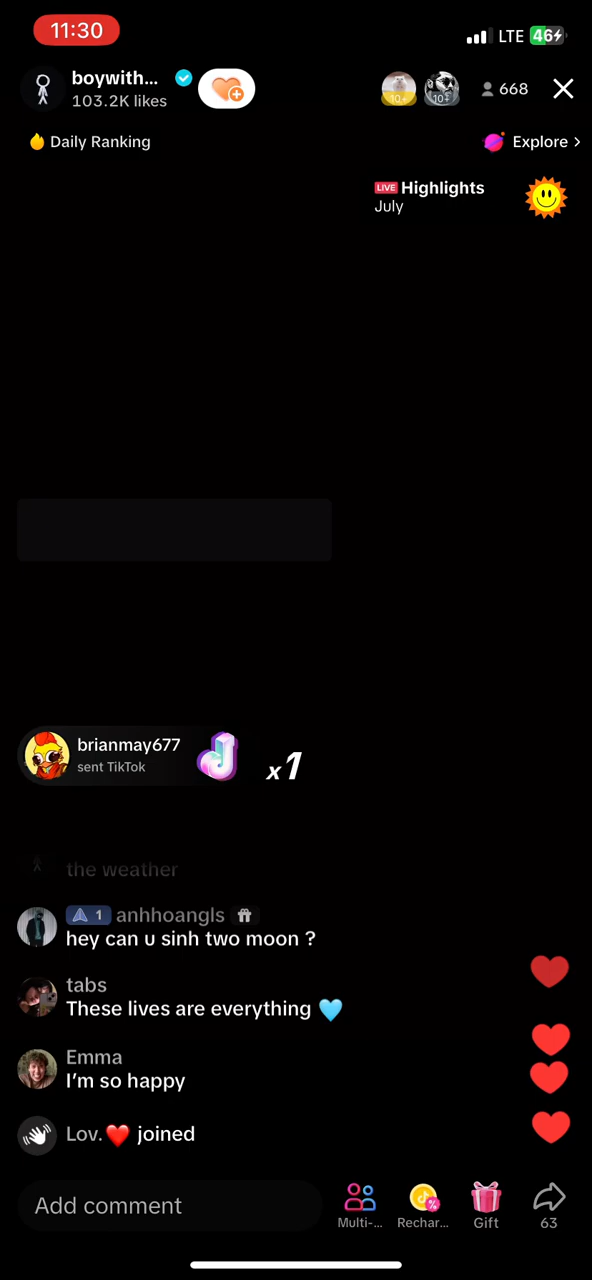 11:30
LTE 46
boywith...
103.2K likes
10+
10+
668
Daily Ranking
Explore >
LIVE Highlights
July
brianmay677
sent TikTok
x1
the weather
1 anhhoangls
hey can u sinh two moon ?
tabs
These lives are everything 🩵
Emma
I'm so happy
Lov.❤️ joined
Add comment
Multi-...
Rechar...
Gift
63